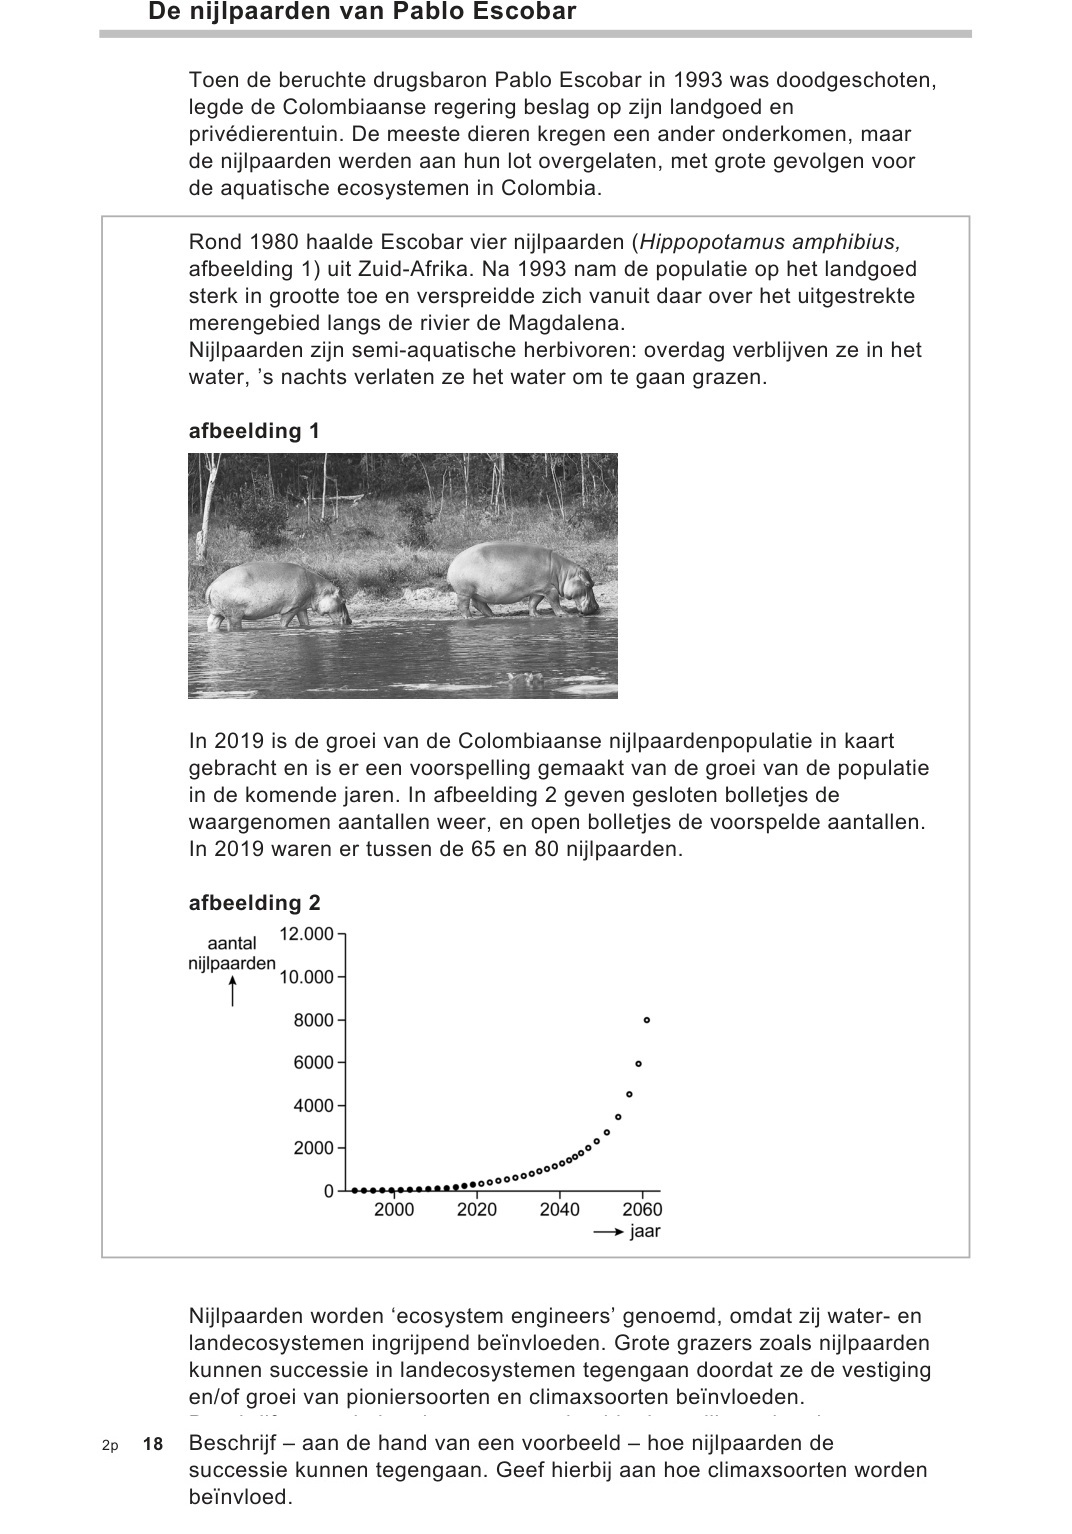 De nijlpaarden van Pablo Escobar
Toen de beruchte drugsbaron Pablo Escobar in 1993 was doodgeschoten,
legde de Colombiaanse regering beslag op zijn landgoed en
privédierentuin. De meeste dieren kregen een ander onderkomen, maar
de nijlpaarden werden aan hun lot overgelaten, met grote gevolgen voor
de aquatische ecosystemen in Colombia.
Rond 1980 haalde Escobar vier nijlpaarden (Hippopotamus amphibius,
afbeelding 1) uit Zuid-Afrika. Na 1993 nam de populatie op het landgoed
sterk in grootte toe en verspreidde zich vanuit daar over het uitgestrekte
merengebied langs de rivier de Magdalena.
Nijlpaarden zijn semi-aquatische herbivoren: overdag verblijven ze in het
water, ’s nachts verlaten ze het water om te gaan grazen.
afbeelding 1
In 2019 is de groei van de Colombiaanse nijlpaardenpopulatie in kaart
gebracht en is er een voorspelling gemaakt van de groei van de populatie
in de komende jaren. In afbeelding 2 geven gesloten bolletjes de
waargenomen aantallen weer, en open bolletjes de voorspelde aantallen.
In 2019 waren er tussen de 65 en 80 nijlpaarden.
afbeelding 2
aantal
nijlpaarden
12.000
10.000
8000
6000
4000
2000
0
2000 2020 2040 2060
jaar
Nijlpaarden worden ‘ecosystem engineers’ genoemd, omdat zij water- en
landecosystemen ingrijpend beïnvloeden. Grote grazers zoals nijlpaarden
kunnen successie in landecosystemen tegengaan doordat ze de vestiging
en/of groei van pioniersoorten en climaxsoorten beïnvloeden.
2p 18 Beschrijf – aan de hand van een voorbeeld – hoe nijlpaarden de
successie kunnen tegengaan. Geef hierbij aan hoe climaxsoorten worden
beïnvloed.